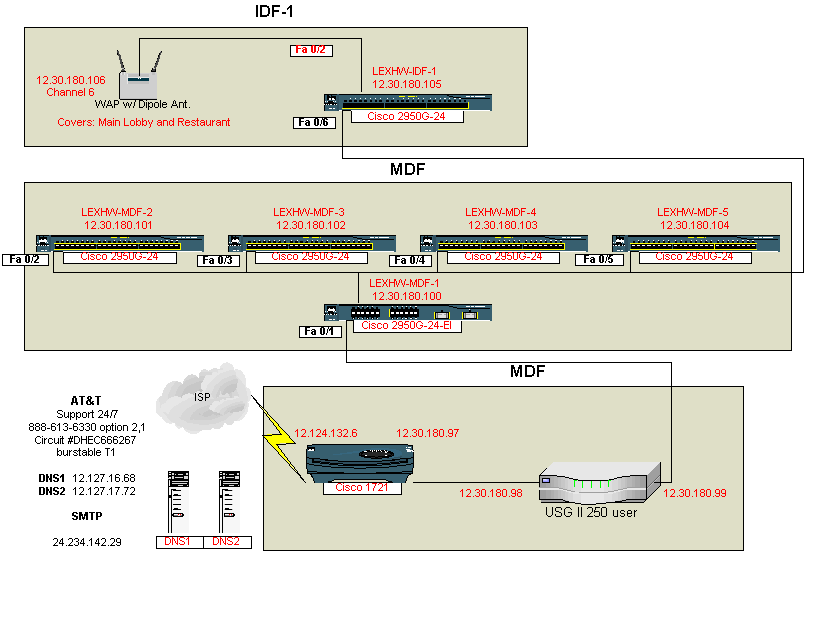 IDF-1
Fa 0/2
12.30.180.106
Channel 6
WAP w/ Dipole Ant.
Covers: Main Lobby and Restaurant
LEXHW-IDF-1
12.30.180.105
Fa 0/6
Cisco 2950G-24
MDF
LEXHW-MDF-2
12.30.180.101
LEXHW-MDF-3
12.30.180.102
LEXHW-MDF-4
12.30.180.103
LEXHW-MDF-5
12.30.180.104
Fa 0/2
Cisco 2950G-24
Fa 0/3
Cisco 2950G-24
Fa 0/4
Cisco 2950G-24
Fa 0/5
Cisco 2950G-24
LEXHW-MDF-1
12.30.180.100
Fa 0/1
Cisco 2950G-24-EI
MDF
AT&T
Support 24/7
888-613-6330 option 2,1
Circuit #DHEC666267
burstable T1
ISP
12.124.132.6
12.30.180.97
Cisco 1721
12.30.180.98
12.30.180.99
USG II 250 user
DNS1 12.127.16.68
DNS2 12.127.17.72
SMTP
24.234.142.29
DNS1
DNS2